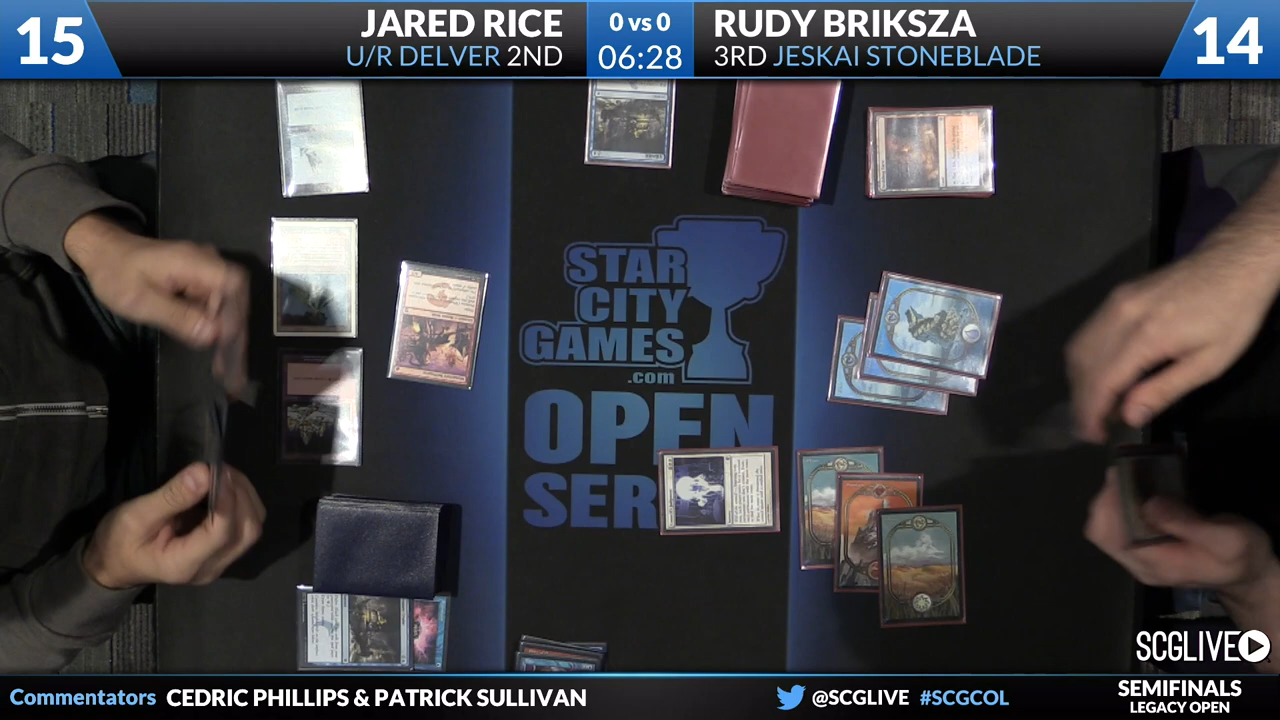 15
JARED RICE
U/R DELVER 2ND
0 vs 0
06:28
RUDY BRIKSZA
3RD JESKAI STONEBLADE
14
STAR
CITY
GAMES
.com
OPEN
SER
Commentators CEDRIC PHILLIPS & PATRICK SULLIVAN
@SCGLIVE #SCGCOL
SCGLIVE
SEMIFINALS
LEGACY OPEN